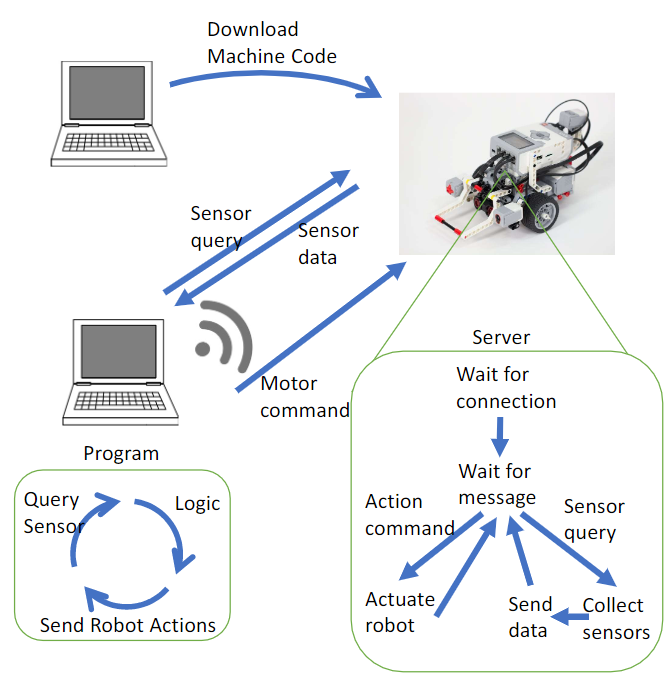 Download
Machine Code
Sensor
query
Sensor
data
Motor
command
Program
Query
Sensor
Logic
Send Robot Actions
Server
Wait for
connection
Wait for
message
Action
command
Sensor
query
Actuate
robot
Send
data
Collect
sensors